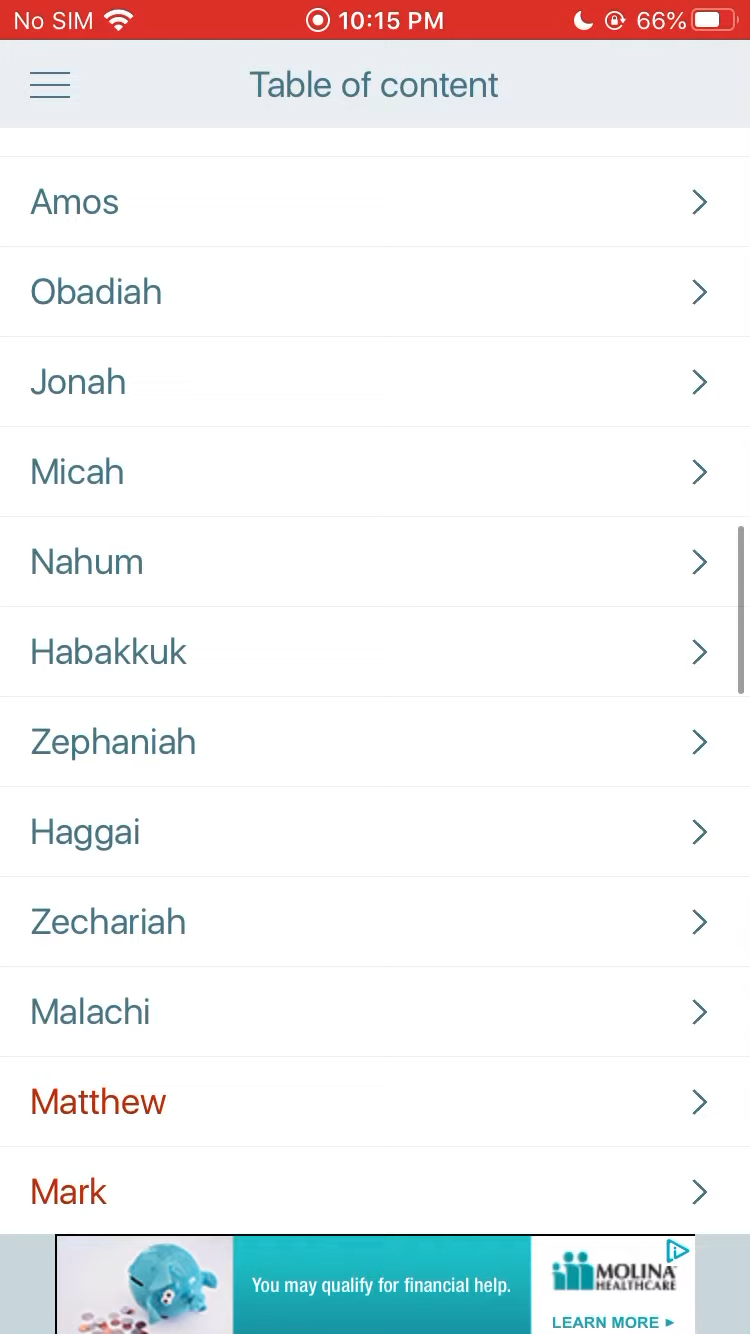 No SIM 10:15 PM 66%
Table of content
Amos
Obadiah
Jonah
Micah
Nahum
Habakkuk
Zephaniah
Haggai
Zechariah
Malachi
Matthew
Mark
You may qualify for financial help.
MOLINA
HEALTHCARE
LEARN MORE